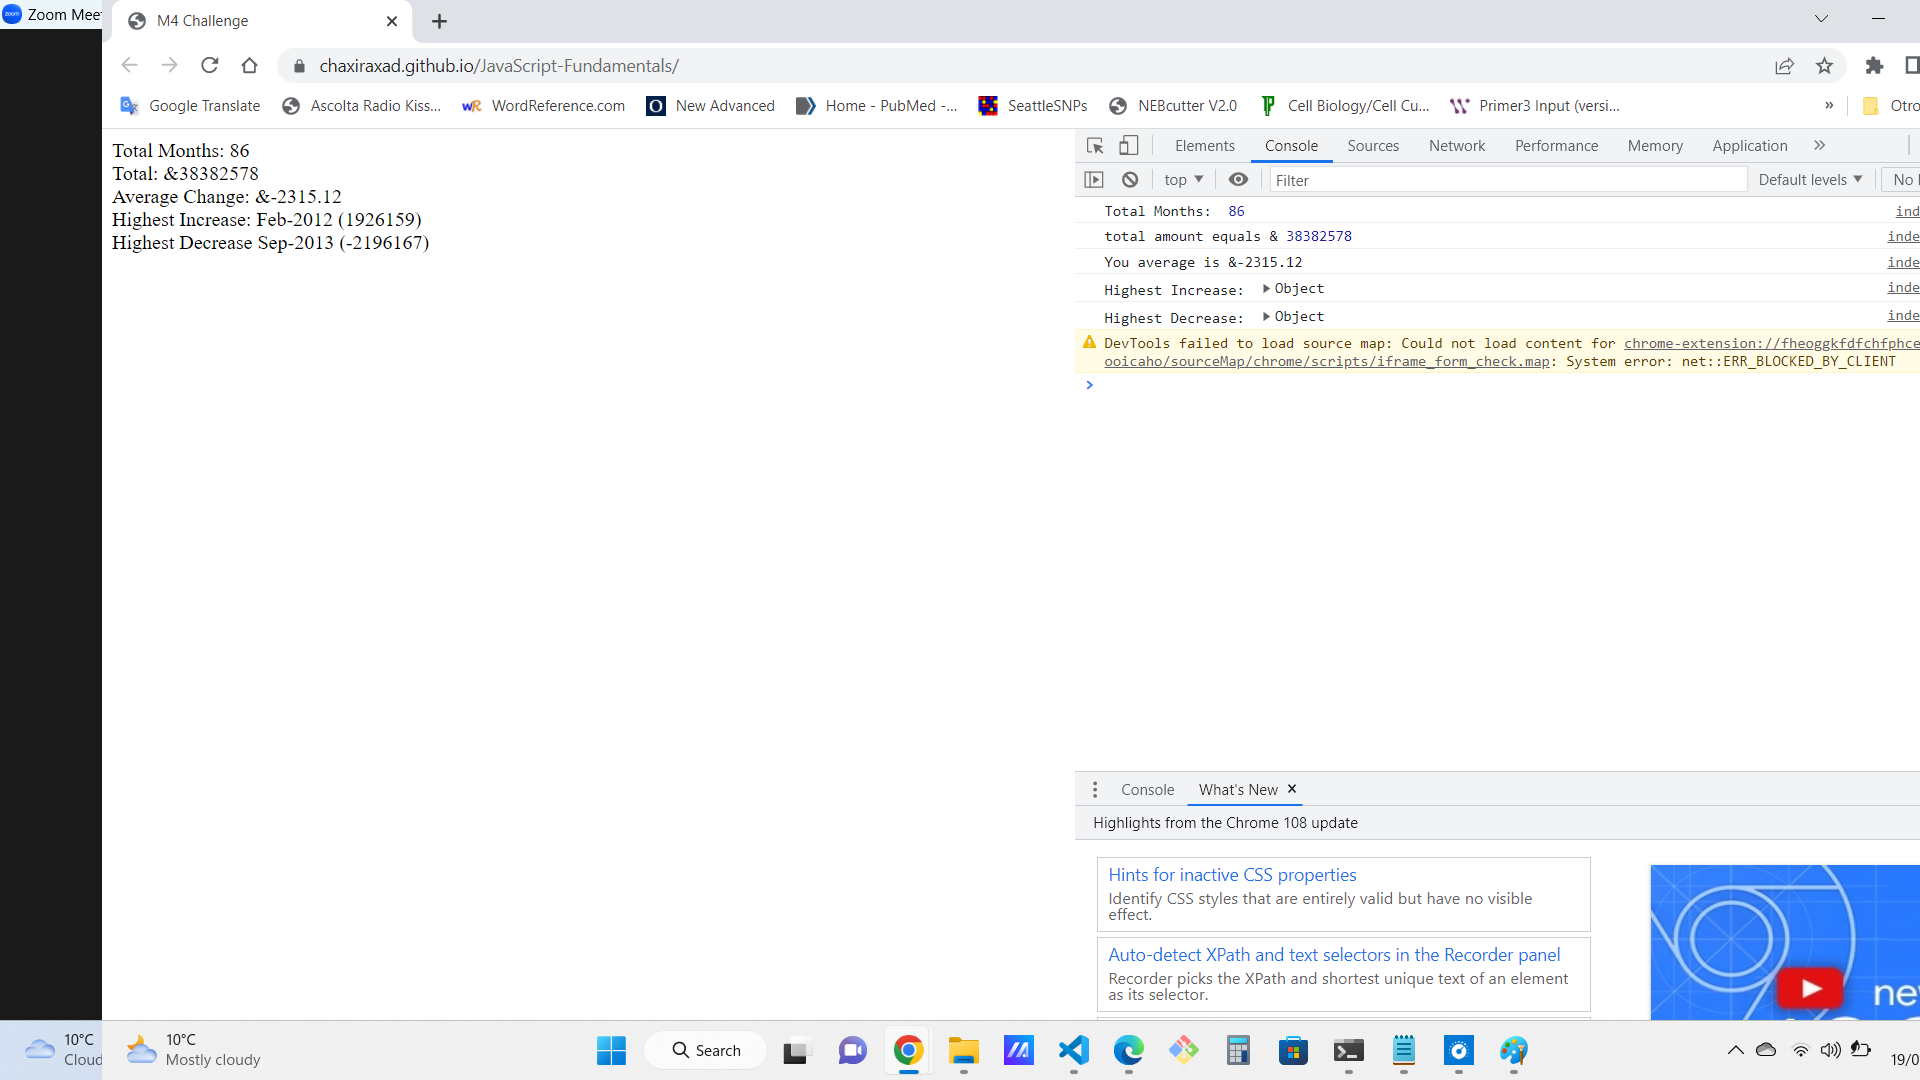 Zoom Mee
M4 Challenge
chaxiraxad.github.io/JavaScript-Fundamentals/
Google Translate
Ascolta Radio Kiss...
WordReference.com
New Advanced
Home - PubMed -...
SeattleSNPs
NEBcutter V2.0
Cell Biology/Cell Cu...
Primer3 Input (versi...
»
Otro
Total Months: 86
Total: &38382578
Average Change: &-2315.12
Highest Increase: Feb-2012 (1926159)
Highest Decrease Sep-2013 (-2196167)
Elements Console Sources Network Performance Memory Application »
top Filter Default levels No
Total Months: 86 ind
total amount equals & 38382578 inde
You average is &-2315.12 inde
Highest Increase: Object inde
Highest Decrease: Object inde
DevTools failed to load source map: Could not load content for chrome-extension://fheoggkfdfchfphce
ooicaho/sourceMap/chrome/scripts/iframe_form_check.map: System error: net::ERR_BLOCKED_BY_CLIENT
Console What's New
Highlights from the Chrome 108 update
Hints for inactive CSS properties
Identify CSS styles that are entirely valid but have no visible
effect.
Auto-detect XPath and text selectors in the Recorder panel
Recorder picks the XPath and shortest unique text of an element
as its selector.
new
10°C
Cloud
10°C
Mostly cloudy
Search
19/0